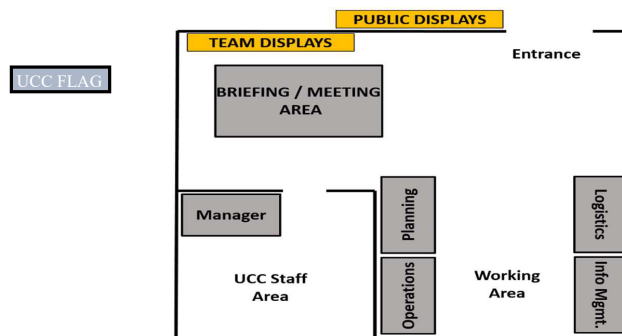 PUBLIC DISPLAYS
TEAM DISPLAYS
Entrance
UCC FLAG
BRIEFING / MEETING
AREA
Manager
Planning
Logistics
UCC Staff
Area
Operations
Working
Area
Info Mgmt.